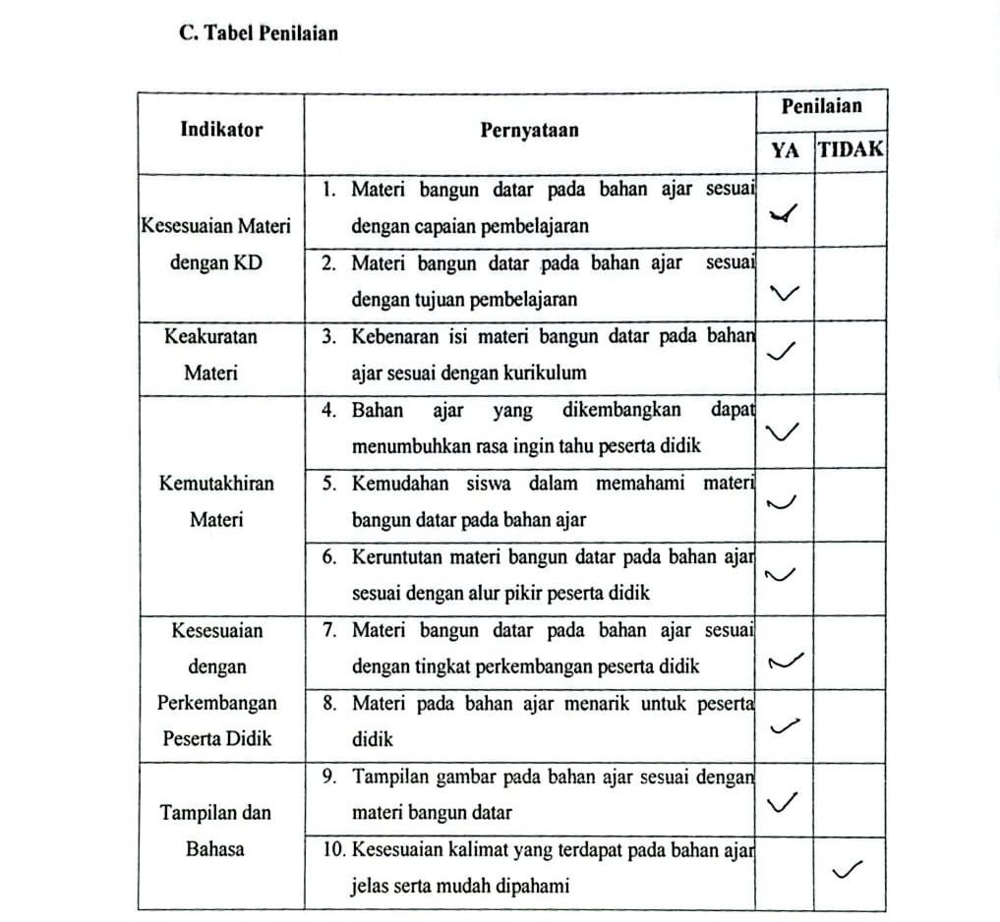 C. Tabel Penilaian
Indikator
Pernyataan
Penilaian
YA TIDAK
Kesesuaian Materi
dengan KD
1. Materi bangun datar pada bahan ajar sesuai
dengan capaian pembelajaran
2. Materi bangun datar pada bahan ajar sesuai
dengan tujuan pembelajaran
Keakuratan
Materi
3. Kebenaran isi materi bangun datar pada bahan
ajar sesuai dengan kurikulum
Kemutakhiran
Materi
4. Bahan ajar yang dikembangkan dapat
menumbuhkan rasa ingin tahu peserta didik
5. Kemudahan siswa dalam memahami materi
bangun datar pada bahan ajar
6. Keruntutan materi bangun datar pada bahan ajar
sesuai dengan alur pikir peserta didik
Kesesuaian
dengan
Perkembangan
Peserta Didik
7. Materi bangun datar pada bahan ajar sesuai
dengan tingkat perkembangan peserta didik
8. Materi pada bahan ajar menarik untuk peserta
didik
Tampilan dan
Bahasa
9. Tampilan gambar pada bahan ajar sesuai dengan
materi bangun datar
10. Kesesuaian kalimat yang terdapat pada bahan ajar
jelas serta mudah dipahami